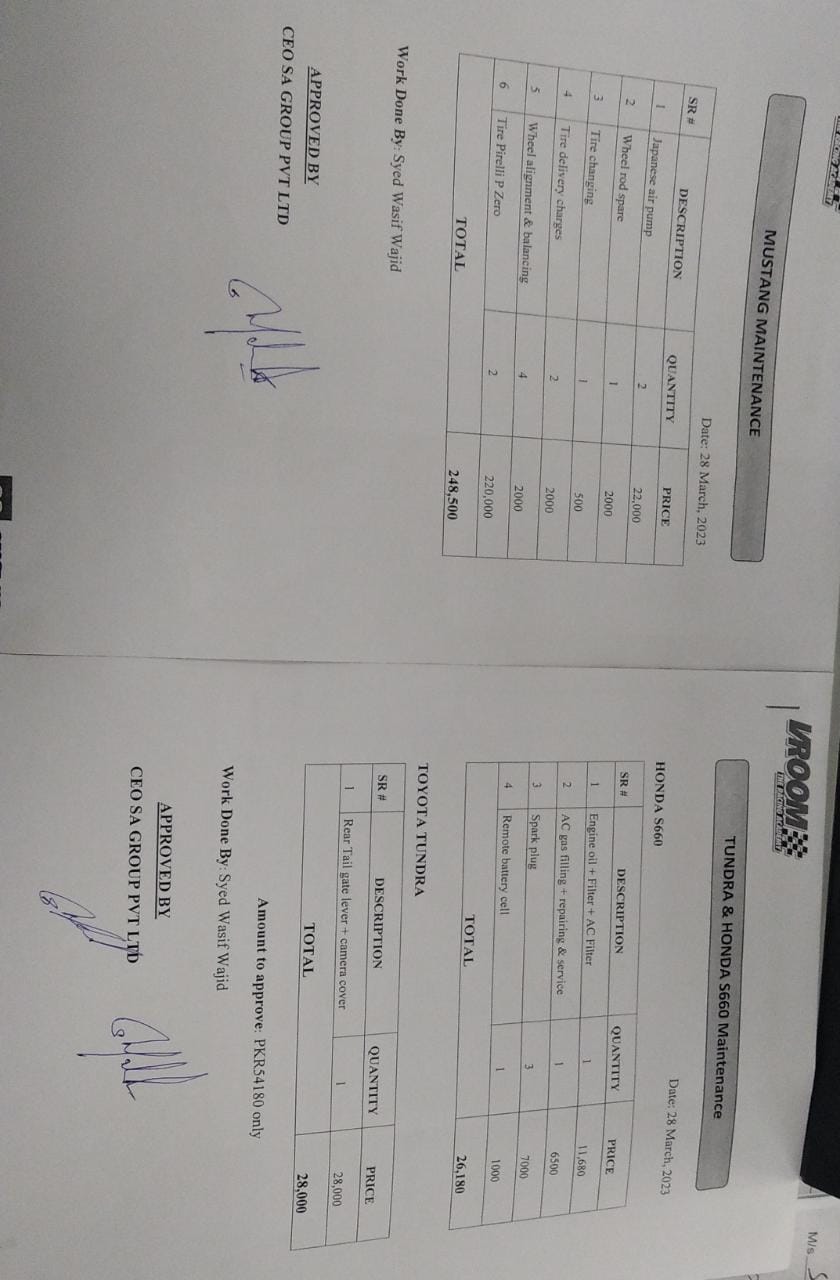 MUSTANG MAINTENANCE
Date: 28 March, 2023
SR # DESCRIPTION QUANTITY PRICE
1 Japanese air pump 2 22,000
2 Wheel rod spare 1 2000
3 Tire changing 1 500
4 Tire delivery charges 2 2000
5 Wheel alignment & balancing 4 2000
6 Tire Pirelli P Zero 2 220,000
TOTAL 248,500
Work Done By: Syed Wasif Wajid
APPROVED BY
CEO SA GROUP PVT LTD
VROOM
THE RACING ACADEMY
TUNDRA & HONDA S660 Maintenance
Date: 28 March, 2023
HONDA S660
SR # DESCRIPTION QUANTITY PRICE
1 Engine oil + Filter + AC Filter 1 11,680
2 AC gas filling + repairing & service 1 6500
3 Spark plug 3 7000
4 Remote battery cell 1 1000
TOTAL 26,180
TOYOTA TUNDRA
SR # DESCRIPTION QUANTITY PRICE
1 Rear Tail gate lever + camera cover 1 28,000
TOTAL 28,000
Amount to approve: PKR54180 only
Work Done By: Syed Wasif Wajid
APPROVED BY
CEO SA GROUP PVT LTD
M/s